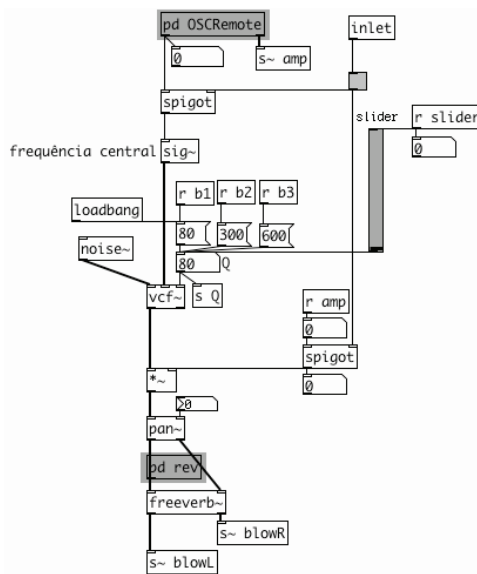 pd OSCRemote
inlet
0
s~ amp
spigot
slider
r slider
0
frequência central
sig~
r b1
r b2
r b3
loadbang
80
300
600
noise~
80
Q
vcf~
s Q
r amp
0
spigot
0
*~
>0
pan~
pd rev
freeverb~
s~ blowR
s~ blowL